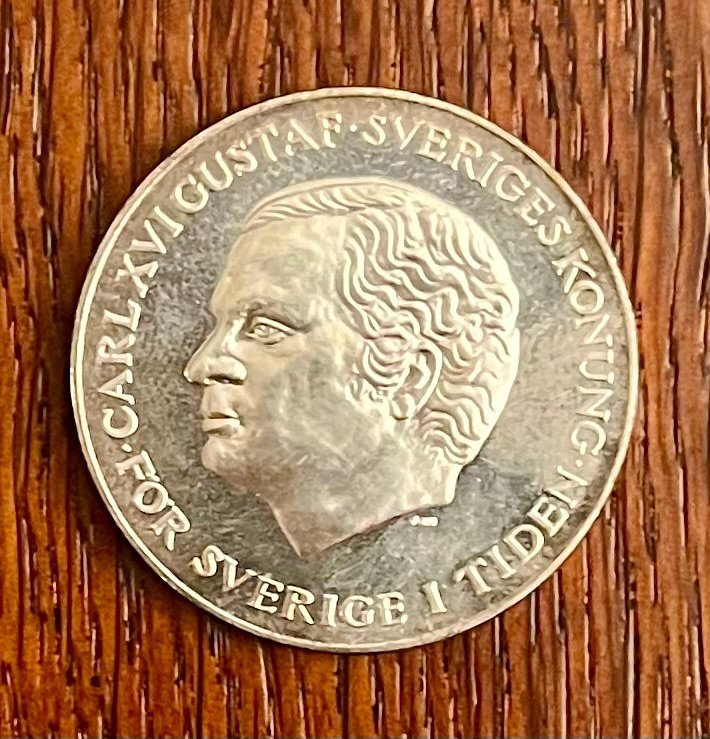 CARL XVI GUSTAF · SVERIGES KONUNG ·
FÖR SVERIGE I TIDEN ·